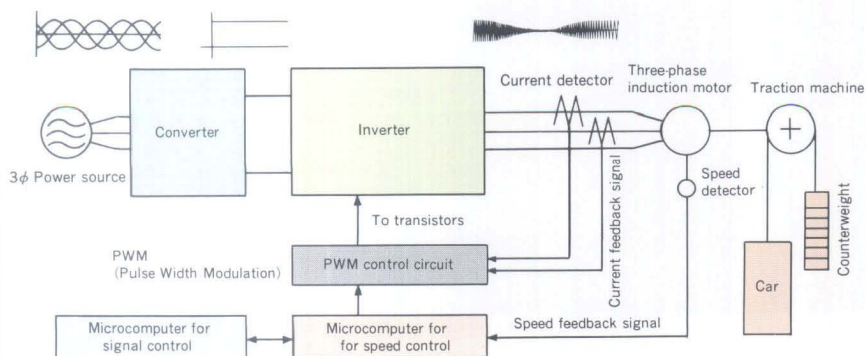 3ϕ Power source
Converter
Inverter
Current detector
Three-phase
induction motor
Traction machine
Speed
detector
Counterweight
Car
To transistors
Current feedback signal
PWM
(Pulse Width Modulation)
PWM control circuit
Microcomputer for
signal control
Microcomputer for
for speed control
Speed feedback signal